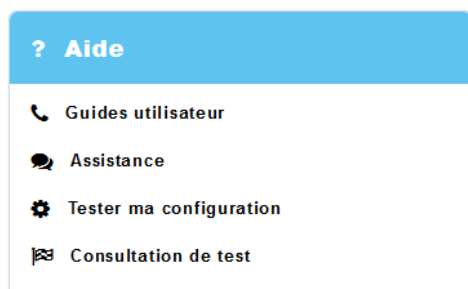 ? Aide
Guides utilisateur
Assistance
Tester ma configuration
Consultation de test